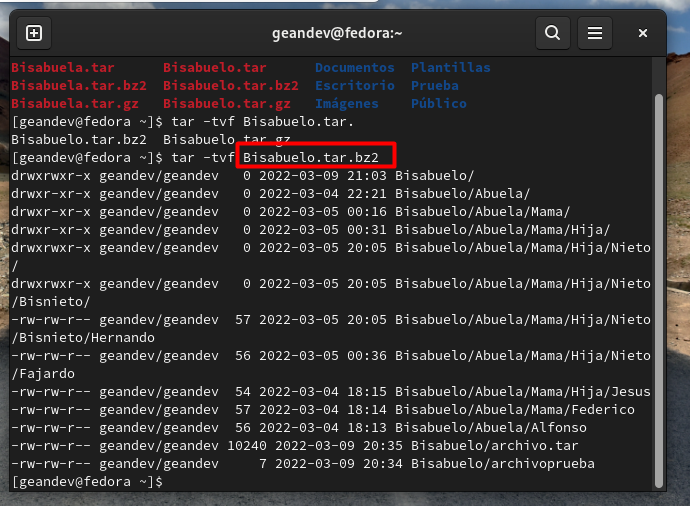 geandev@fedora:~
Bisabuela.tar      Bisabuelo.tar      Documentos  Plantillas
Bisabuela.tar.bz2  Bisabuelo.tar.bz2  Escritorio  Prueba
Bisabuela.tar.gz   Bisabuelo.tar.gz   Imágenes    Público
[geandev@fedora ~]$ tar -tvf Bisabuelo.tar.
Bisabuelo.tar.bz2  Bisabuelo.tar.gz
[geandev@fedora ~]$ tar -tvf Bisabuelo.tar.bz2
drwxrwxr-x geandev/geandev   0 2022-03-09 21:03 Bisabuelo/
drwxrwxr-x geandev/geandev   0 2022-03-04 22:21 Bisabuelo/Abuela/
drwxr-xr-x geandev/geandev   0 2022-03-05 00:16 Bisabuelo/Abuela/Mama/
drwxrwxr-x geandev/geandev   0 2022-03-05 00:31 Bisabuelo/Abuela/Mama/Hija/
drwxrwxr-x geandev/geandev   0 2022-03-05 20:05 Bisabuelo/Abuela/Mama/Hija/Nieto
/
drwxrwxr-x geandev/geandev   0 2022-03-05 20:05 Bisabuelo/Abuela/Mama/Hija/Nieto
/Bisnieto/
-rw-rw-r-- geandev/geandev  57 2022-03-05 20:05 Bisabuelo/Abuela/Mama/Hija/Nieto
/Bisnieto/Hernando
-rw-rw-r-- geandev/geandev  56 2022-03-05 00:36 Bisabuelo/Abuela/Mama/Hija/Nieto
/Fajardo
-rw-rw-r-- geandev/geandev  54 2022-03-04 18:15 Bisabuelo/Abuela/Mama/Hija/Jesus
-rw-rw-r-- geandev/geandev  57 2022-03-04 18:14 Bisabuelo/Abuela/Mama/Federico
-rw-rw-r-- geandev/geandev  56 2022-03-04 18:13 Bisabuelo/Abuela/Alfonso
-rw-rw-r-- geandev/geandev 10240 2022-03-09 20:35 Bisabuelo/archivo.tar
-rw-rw-r-- geandev/geandev     7 2022-03-09 20:34 Bisabuelo/archivoprueba
[geandev@fedora ~]$